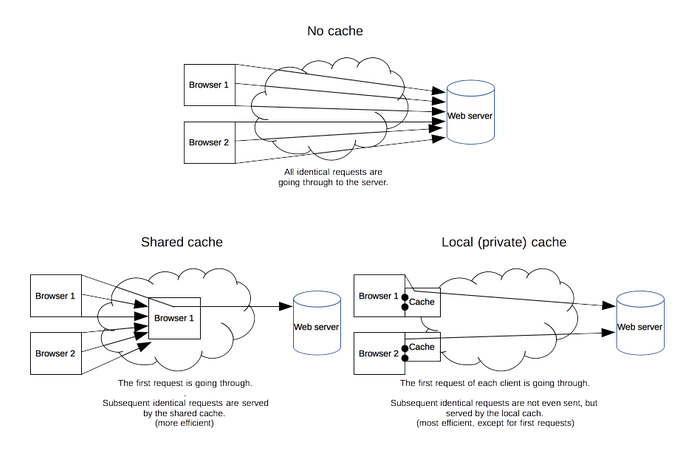 No cache
Browser 1
Browser 2
Web server
All identical requests are
going through to the server.
Shared cache
Browser 1
Browser 2
Browser 1
Web server
The first request is going through.
Subsequent identical requests are served
by the shared cache.
(more efficient)
Local (private) cache
Browser 1
Cache
Browser 2
Cache
Web server
The first request of each client is going through.
Subsequent identical requests are not even sent, but
served by the local cach.
(most efficient, except for first requests)